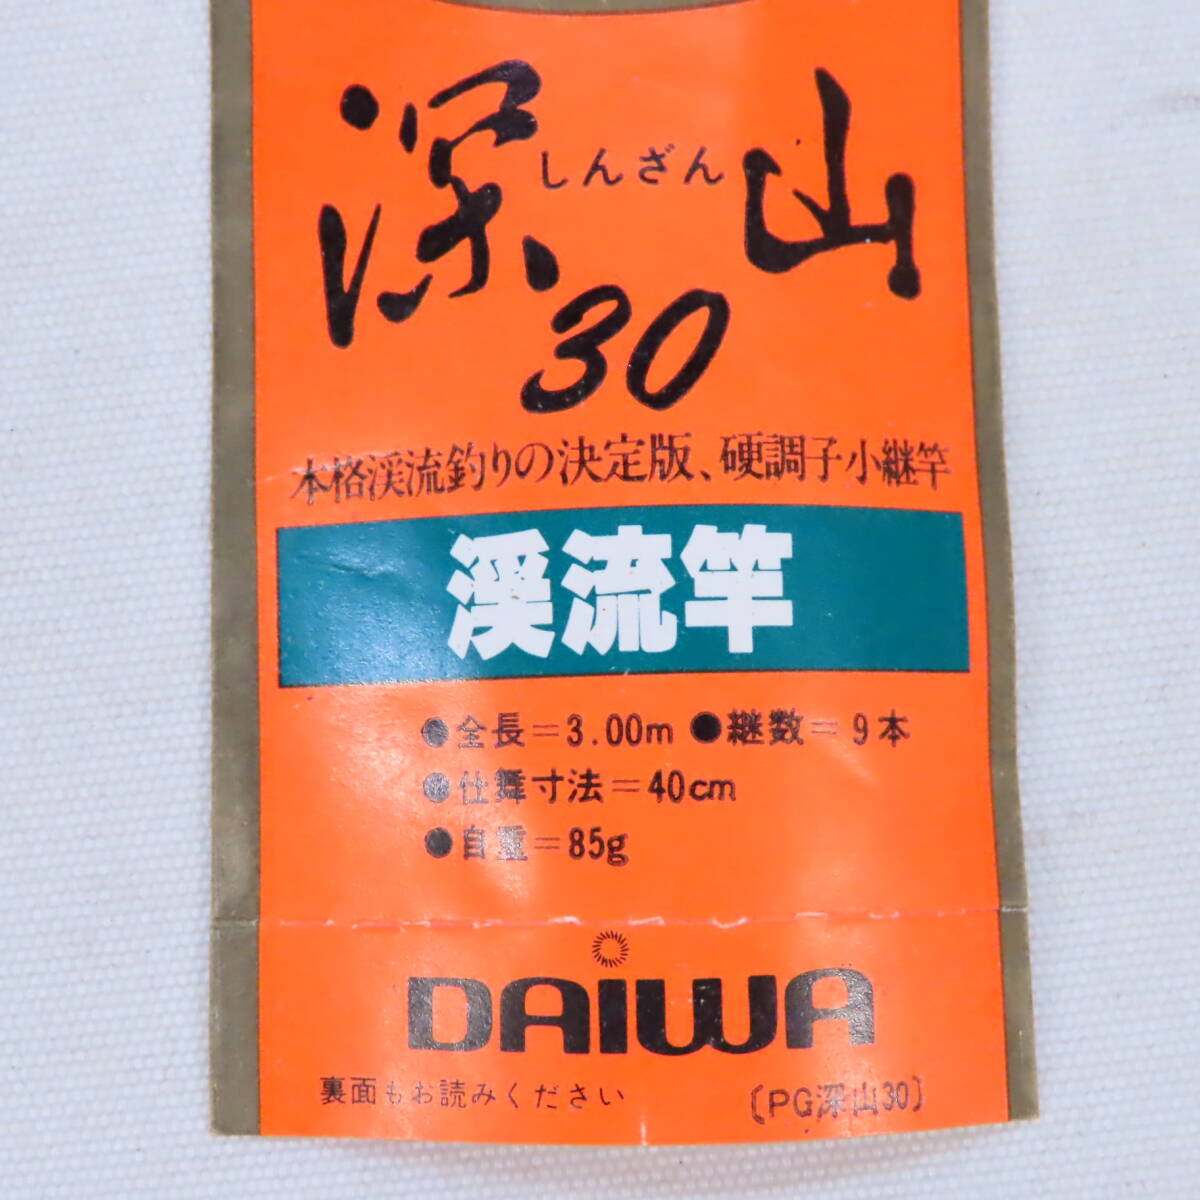 深山
しんざん
30
本格渓流釣りの決定版、硬調子小継竿
渓流竿
●全長=3.00m ●継数=9本
●仕舞寸法=40cm
●自重=85g
DAIWA
裏面もお読みください 〔PG深山30〕